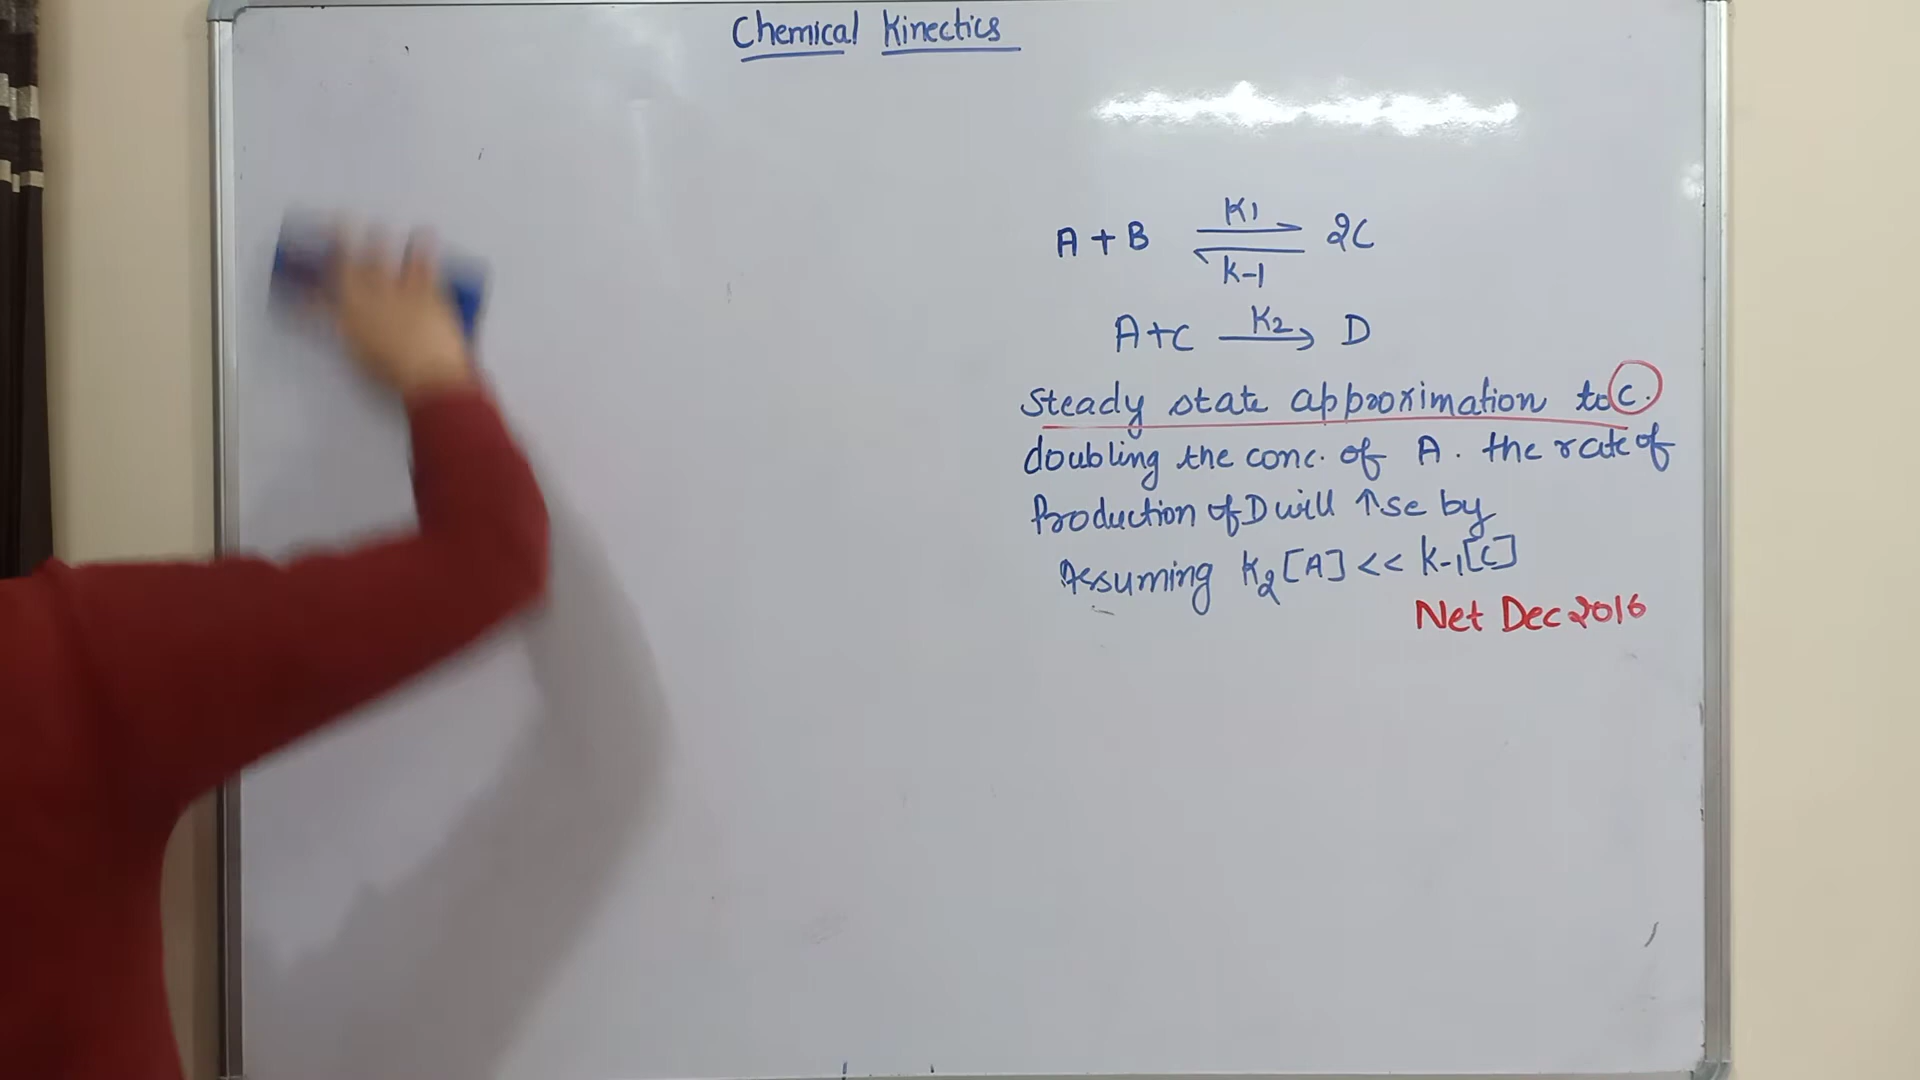 Chemical Kinectics
A + B ⇌ 2C
K1
K-1
A+C → D
K2
Steady state approximation to C.
doubling the conc. of A. the rate of
Production of D will ↑se by
Assuming K2[A] << K-1[C]
Net Dec 2016